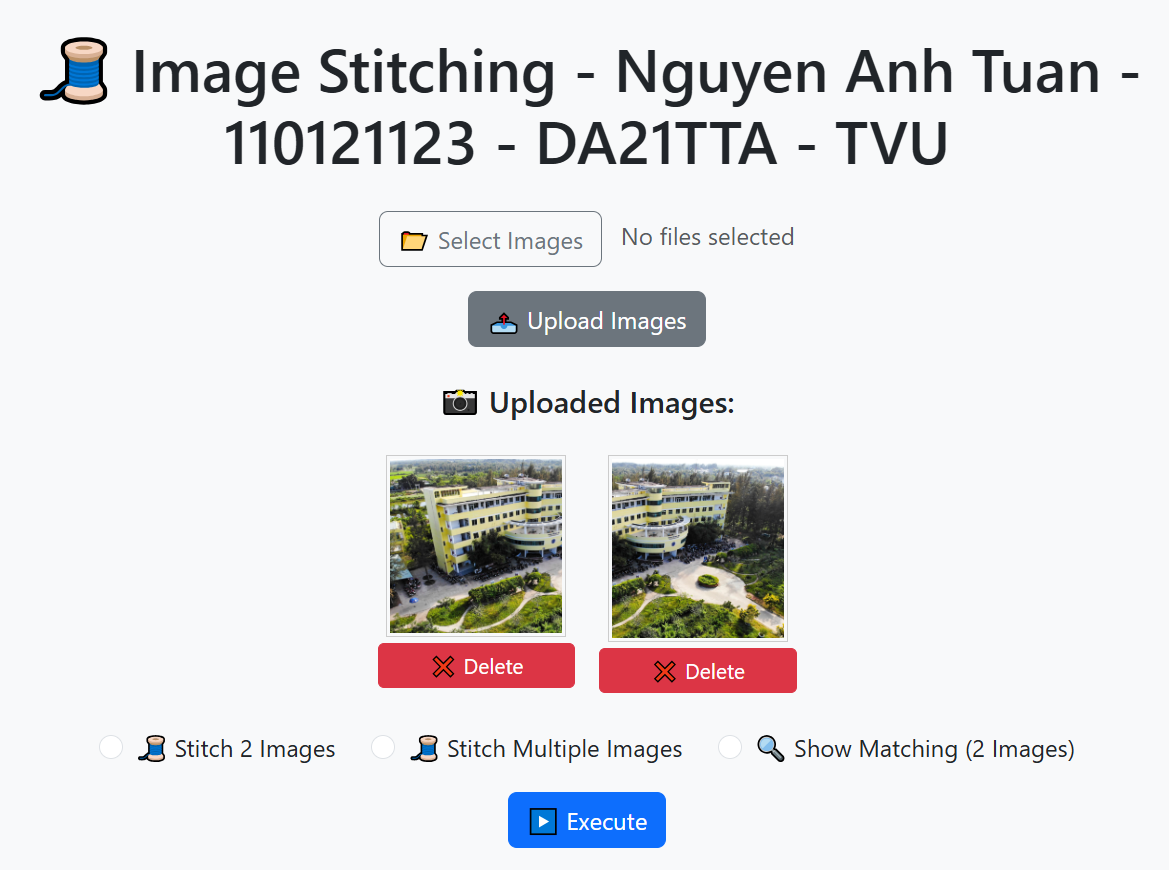 Image Stitching - Nguyen Anh Tuan -
110121123 - DA21TTA - TVU
Select Images No files selected
Upload Images
Uploaded Images:
Delete
Delete
Stitch 2 Images Stitch Multiple Images Show Matching (2 Images)
Execute